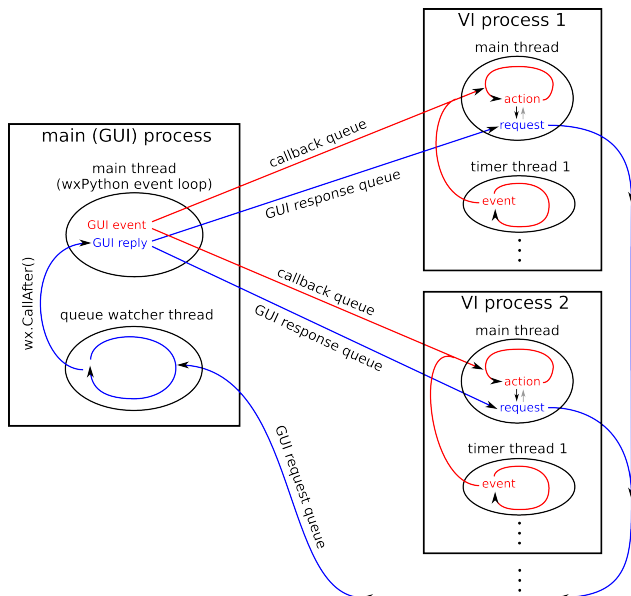 main (GUI) process
main thread
(wxPython event loop)
GUI event
GUI reply
wx.CallAfter()
queue watcher thread
callback queue
GUI response queue
callback queue
GUI response queue
GUI request queue
VI process 1
main thread
action
request
timer thread 1
event
VI process 2
main thread
action
request
timer thread 1
event